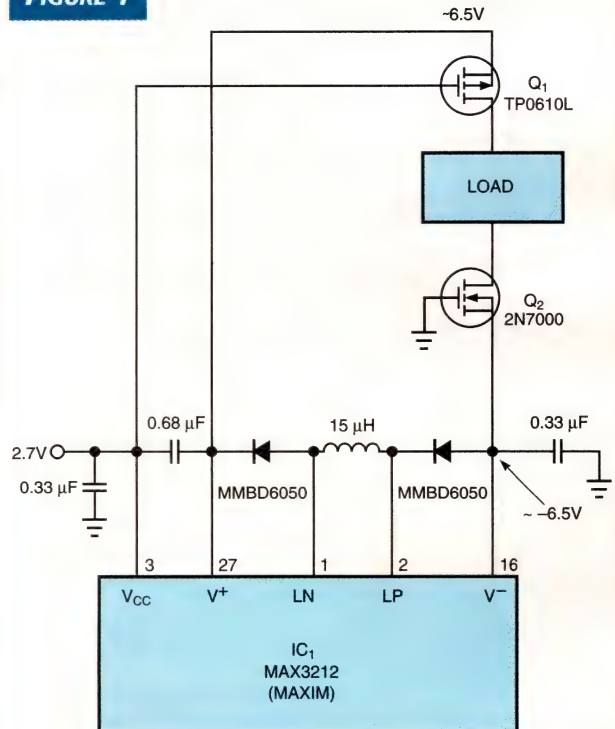 FIGURE 1
~6.5V
Q1
TP0610L
LOAD
Q2
2N7000
0.68 µF
15 µH
0.33 µF
2.7V
0.33 µF
MMBD6050
MMBD6050
~ –6.5V
3
27
1
2
16
VCC
V+
LN
LP
V–
IC1
MAX3212
(MAXIM)